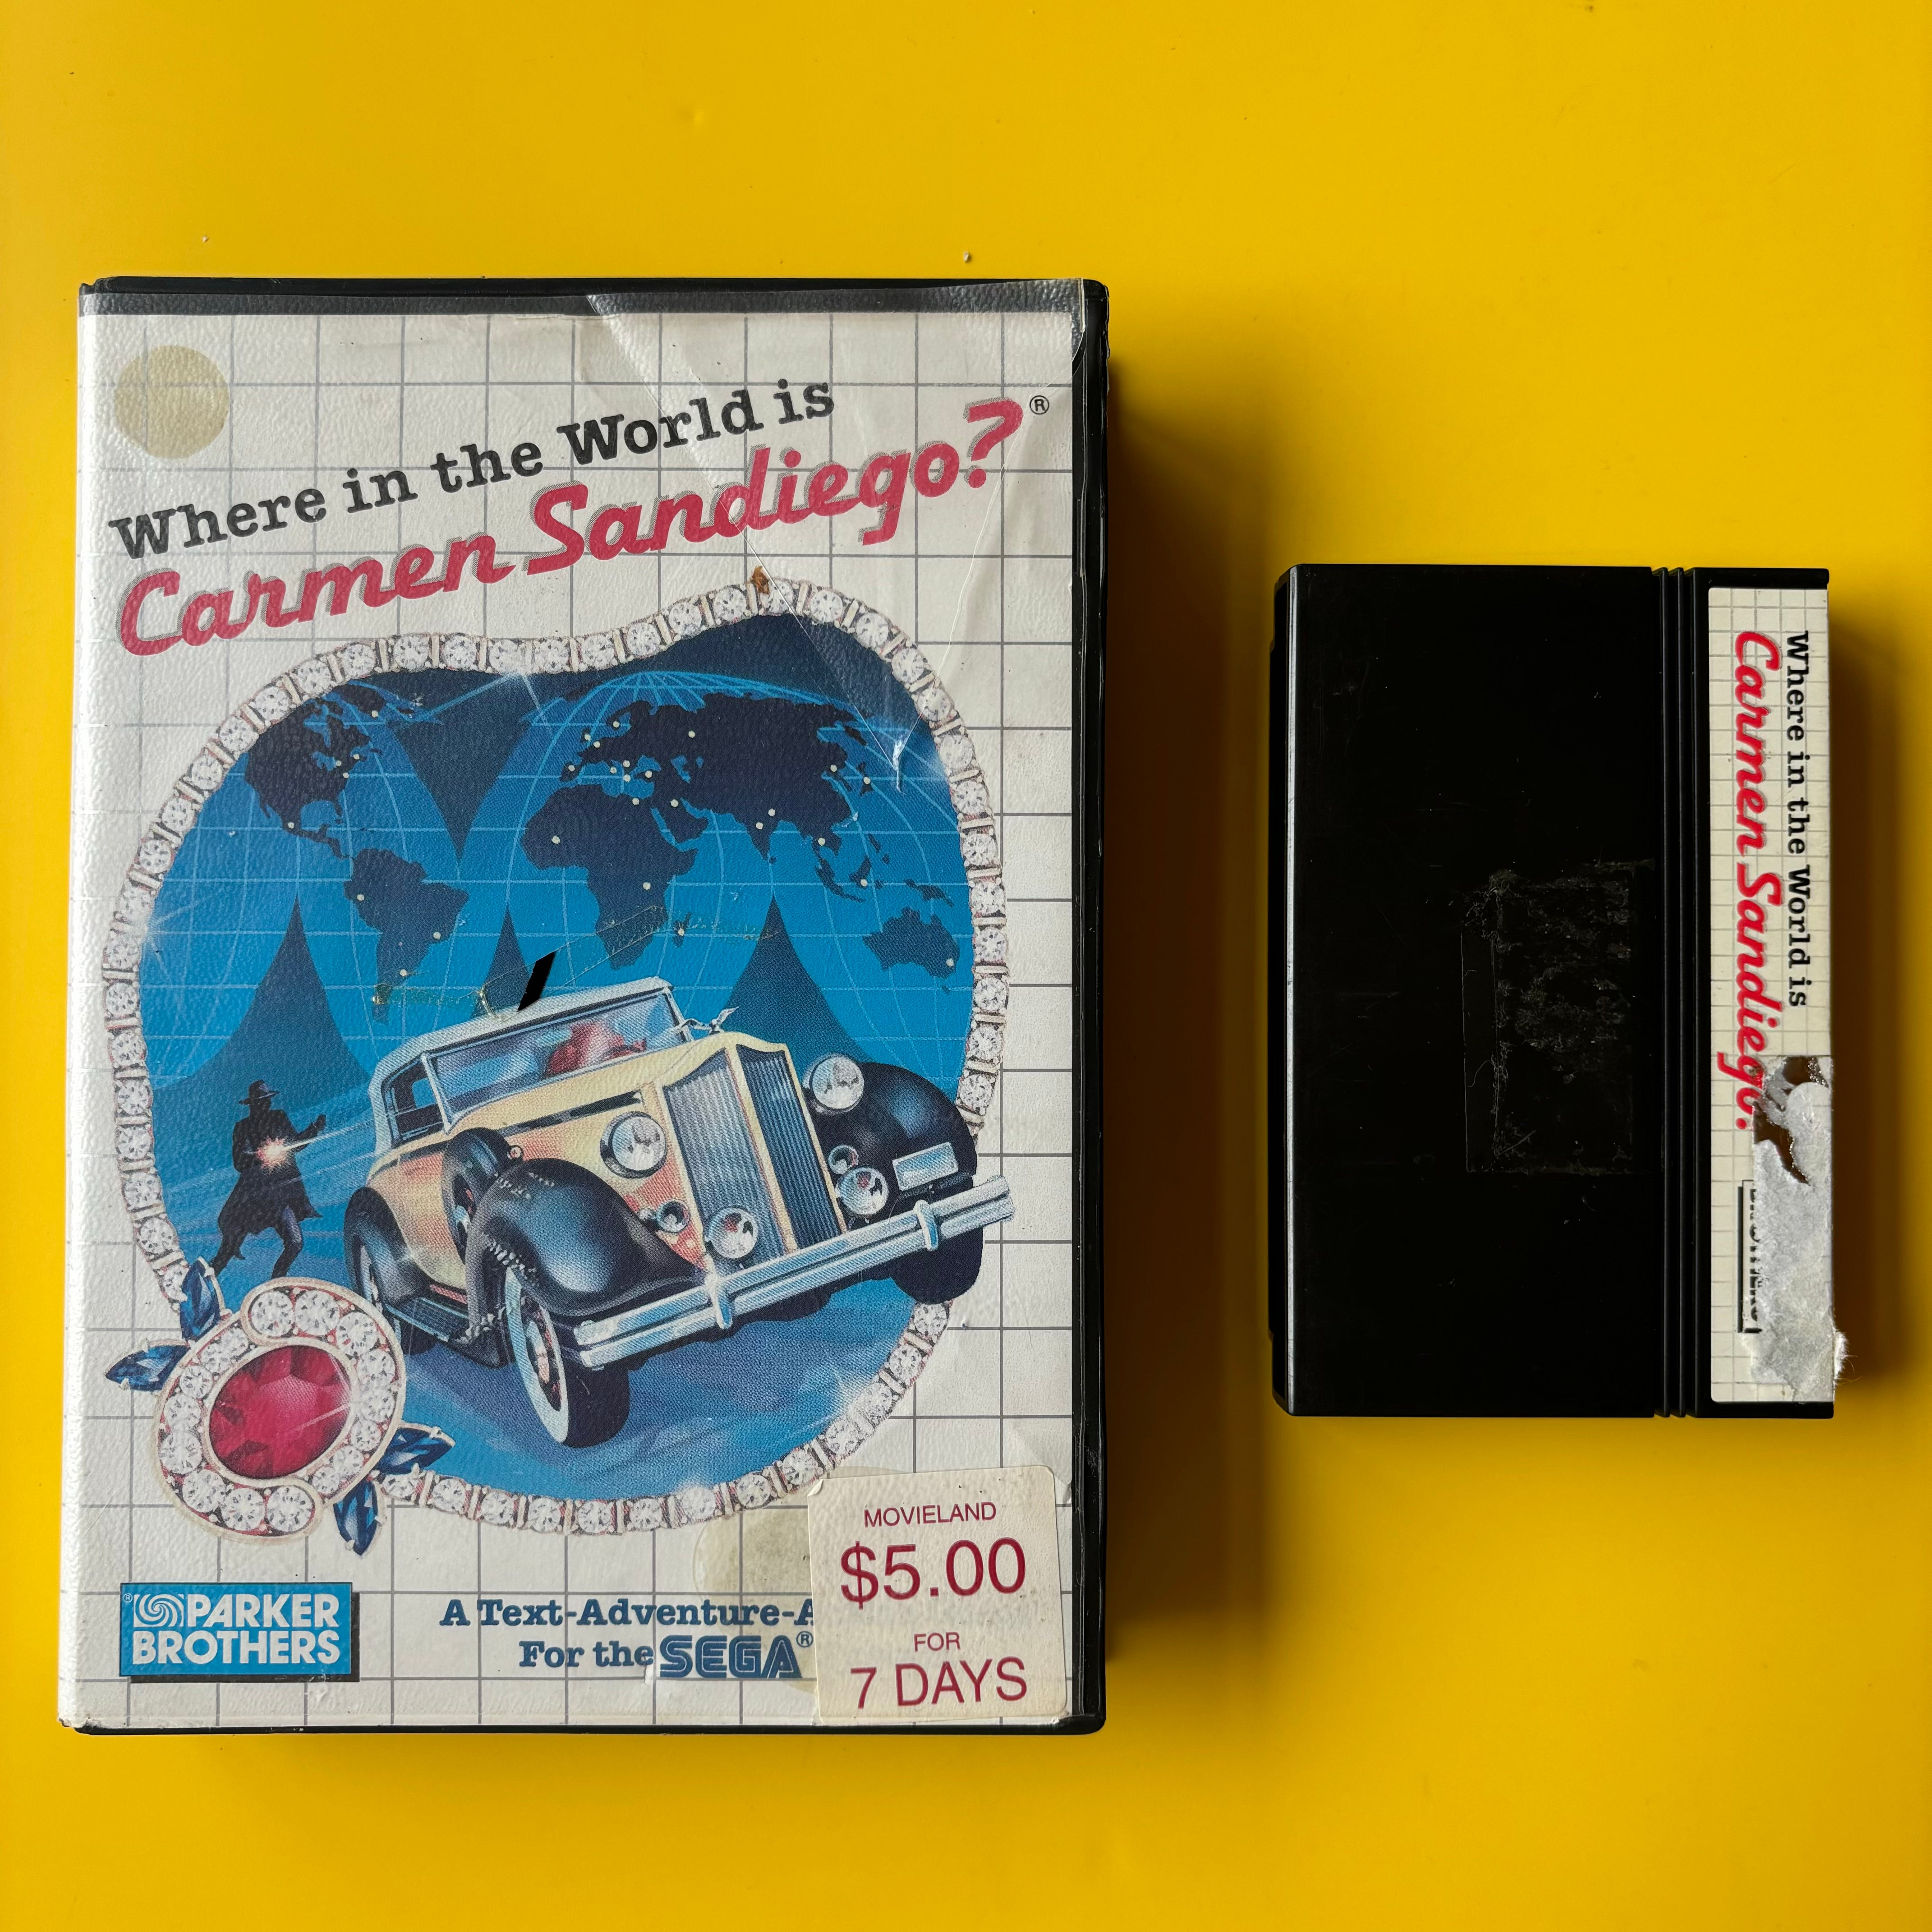 Where in the World is
Carmen Sandiego?®
PARKER
BROTHERS
A Text-Adventure-A
For the SEGA®
MOVIELAND
$5.00
FOR
7 DAYS
Where in the World is
Carmen Sandiego?